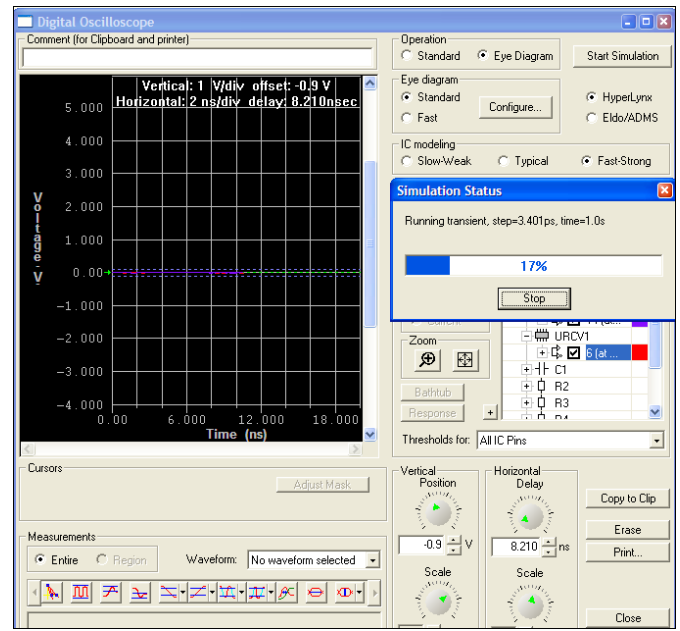 Digital Oscilloscope
Comment (for Clipboard and printer)
Vertical: 1 V/div offset: -0.9 V
Horizontal: 2 ns/div delay: 8.210nsec
5.000
4.000
3.000
2.000
1.000
0.00
-1.000
-2.000
-3.000
-4.000
Voltage -V-
0.00 6.000 12.000 18.000
Time (ns)
Operation
Standard Eye Diagram
Start Simulation
Eye diagram
Standard
Fast
Configure...
HyperLynx
Eldo/ADMS
IC modeling
Slow-Weak Typical Fast-Strong
Simulation Status
Running transient, step=3.401ps, time=1.0s
17%
Stop
Current
URCV1
6 (at ...
C1
R2
R3
Zoom
Bathtub
Response
Thresholds for: All IC Pins
Cursors
Adjust Mask
Measurements
Entire Region Waveform: No waveform selected
Vertical
Position
-0.9 V
Scale
Horizontal
Delay
8.210 ns
Scale
Copy to Clip
Erase
Print...
Close